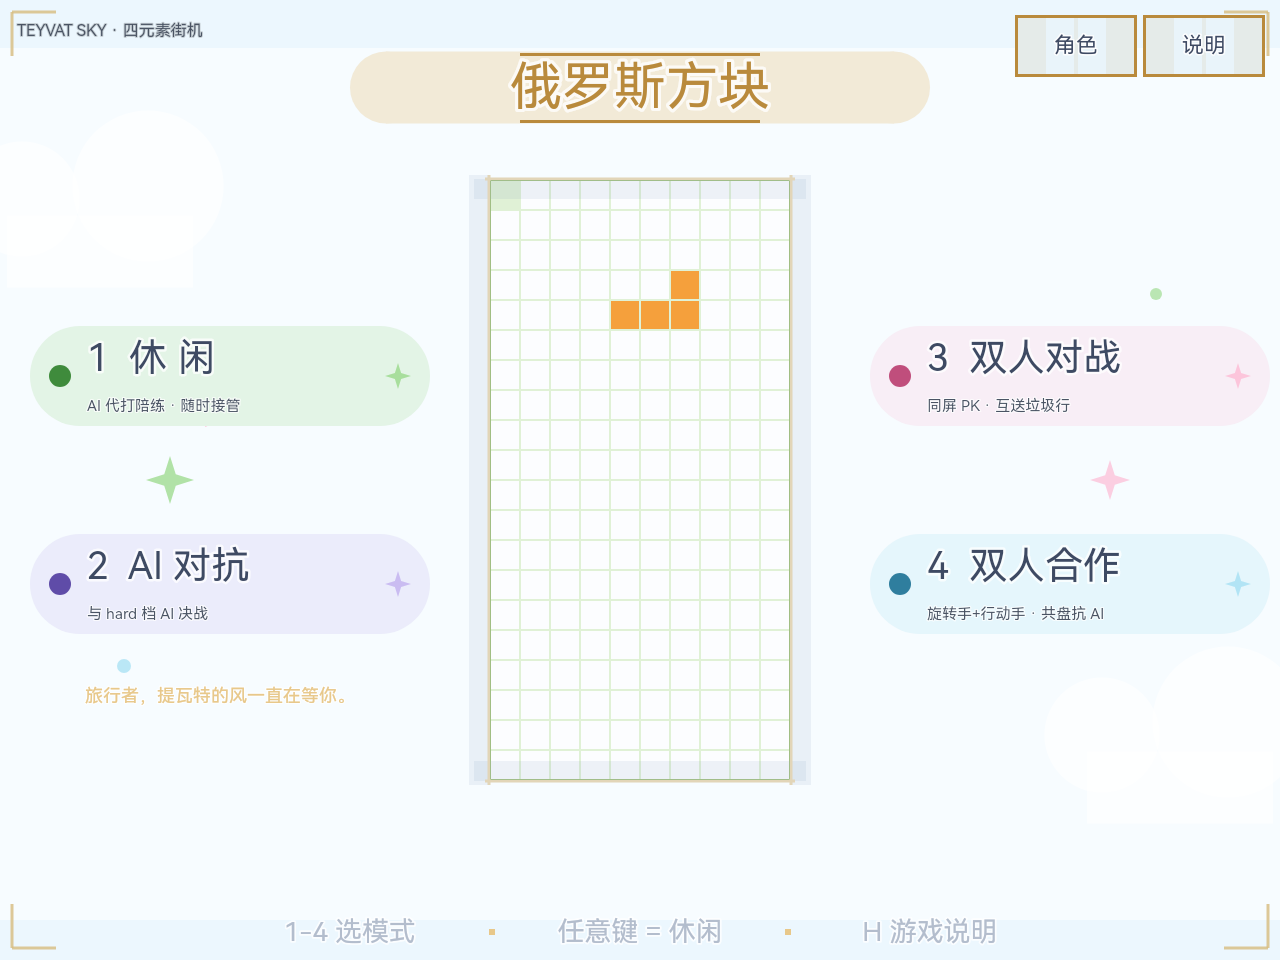 TEYVAT SKY · 四元素街机
角色
说明
俄罗斯方块
1 休 闲
AI 代打陪练 · 随时接管
2 AI 对抗
与 hard 档 AI 决战
旅行者，提瓦特的风一直在等你。
3 双人对战
同屏 PK · 互送垃圾行
4 双人合作
旋转手+行动手 · 共盘抗 AI
1-4 选模式
任意键 = 休闲
H 游戏说明